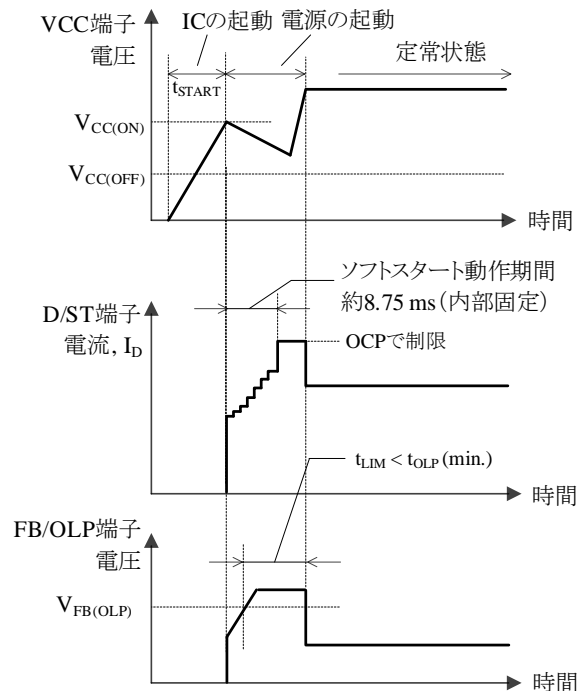 ICの起動 電源の起動
VCC端子
電圧
定常状態
tSTART
VCC(ON)
VCC(OFF)
時間
ソフトスタート動作期間
約8.75 ms（内部固定）
D/ST端子
電流, ID
OCPで制限
tLIM < tOLP (min.)
時間
FB/OLP端子
電圧
VFB(OLP)
時間